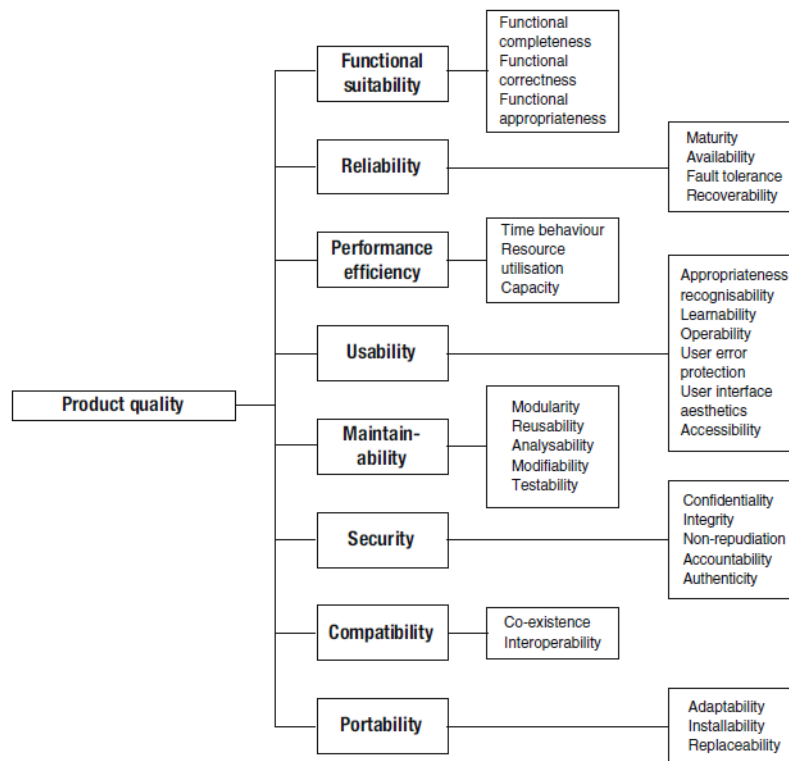 Functional
suitability
Functional
completeness
Functional
correctness
Functional
appropriateness
Reliability
Maturity
Availability
Fault tolerance
Recoverability
Performance
efficiency
Time behaviour
Resource
utilisation
Capacity
Usability
Appropriateness
recognisability
Learnability
Operability
User error
protection
User interface
aesthetics
Accessibility
Product quality
Maintain-
ability
Modularity
Reusability
Analysability
Modifiability
Testability
Security
Confidentiality
Integrity
Non-repudiation
Accountability
Authenticity
Compatibility
Co-existence
Interoperability
Portability
Adaptability
Installability
Replaceability